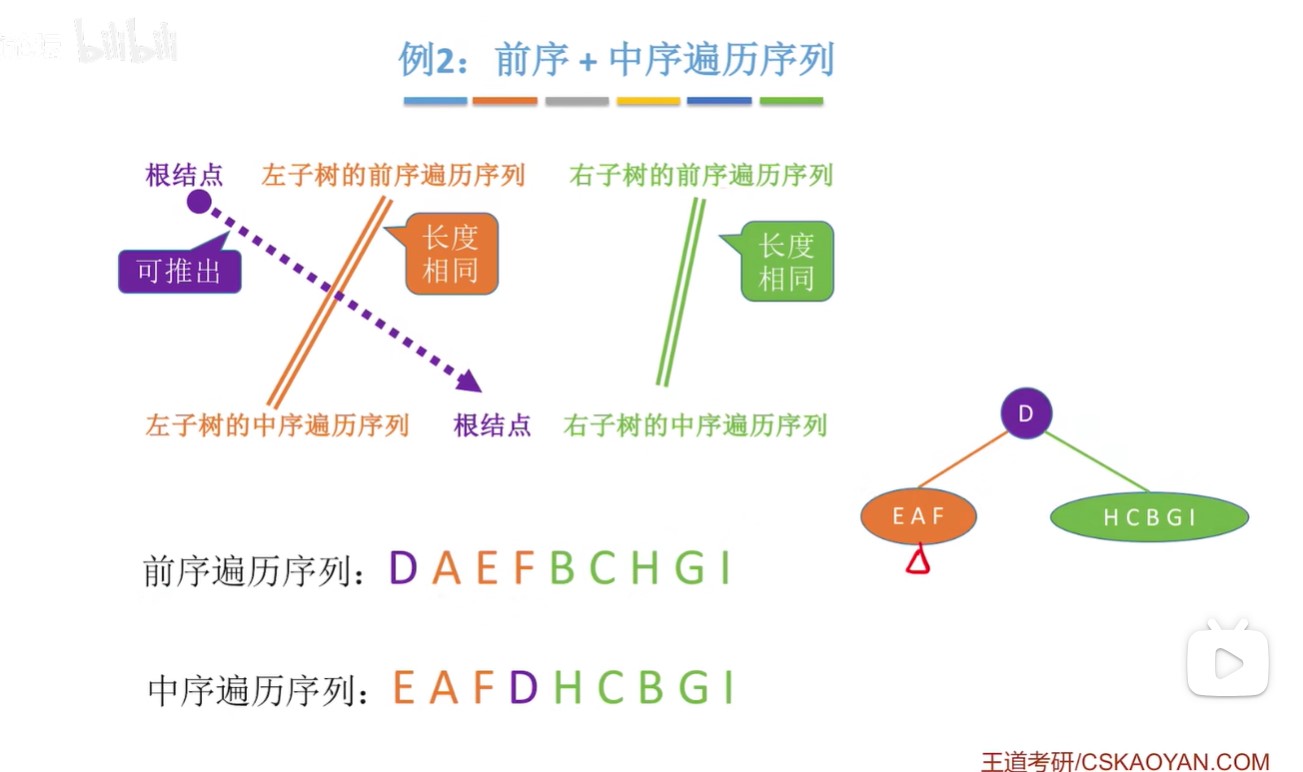 bilibili
例2：前序 + 中序遍历序列
根结点 左子树的前序遍历序列 右子树的前序遍历序列
可推出
长度
相同
长度
相同
左子树的中序遍历序列 根结点 右子树的中序遍历序列
D
E A F
H C B G I
前序遍历序列：D A E F B C H G I
中序遍历序列：E A F D H C B G I
王道考研/CSKAOYAN.COM